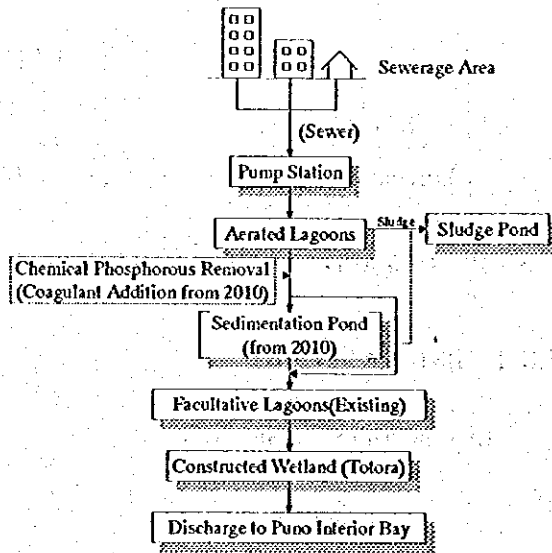 Sewerage Area
(Sewer)
Pump Station
Aerated Lagoons
Sludge
Sludge Pond
Chemical Phosphorous Removal
(Coagulant Addition from 2010)
Sedimentation Pond
(from 2010)
Facultative Lagoons(Existing)
Constructed Wetland (Totora)
Discharge to Puno Interior Bay